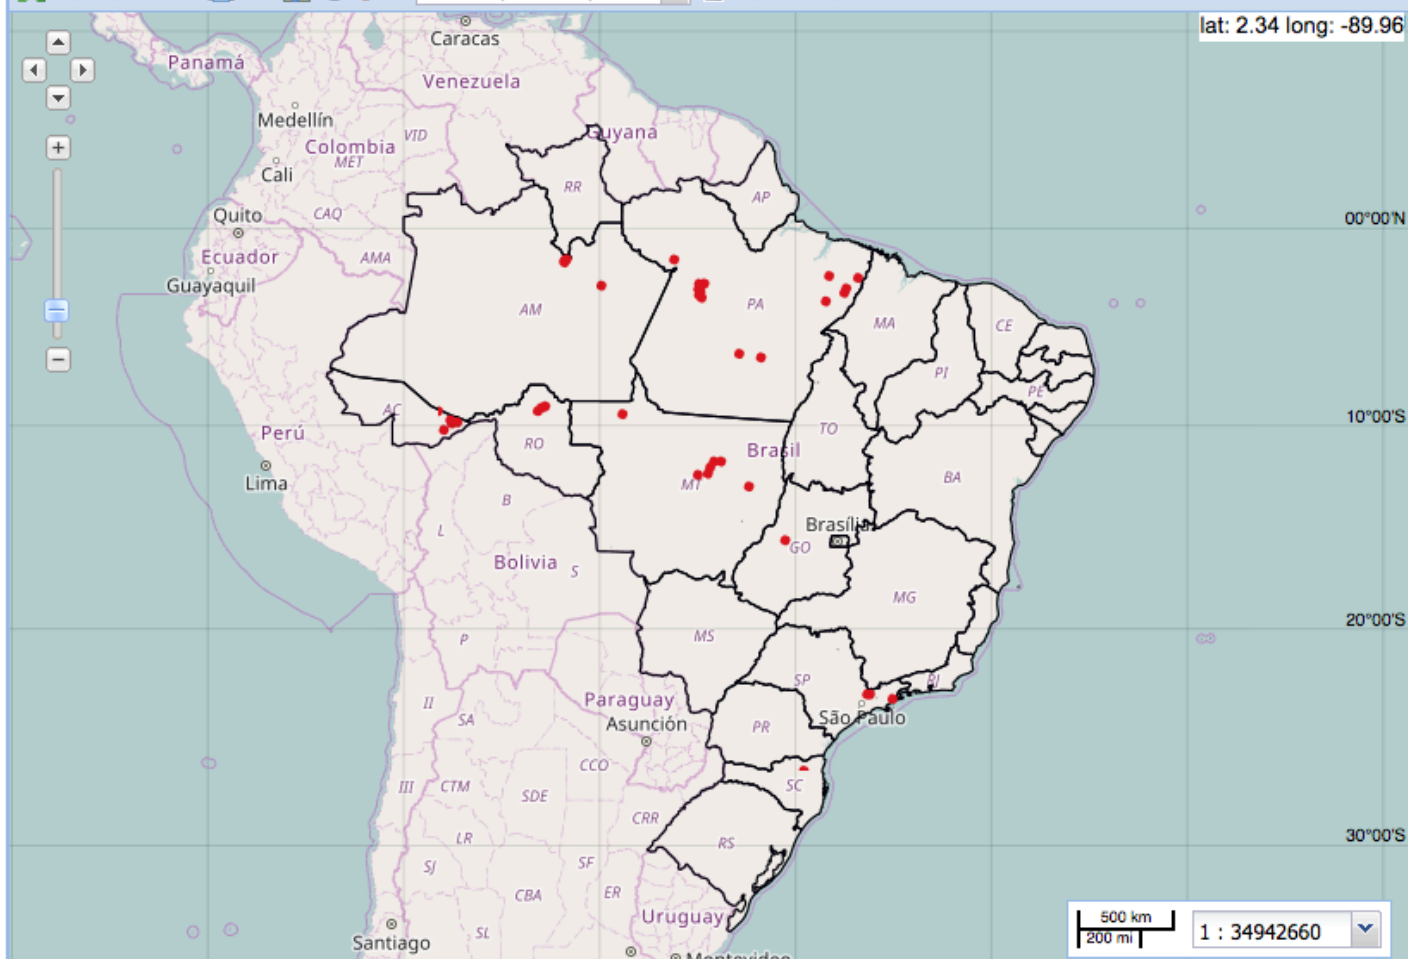 lat: 2.34 long: -89.96
Caracas
Panamá
Venezuela
Medellín
VID
Guyana
Colombia
MET
Cali
RR
AP
CAQ
Quito
00°00'N
Ecuador
AMA
Guayaquil
AM
PA
MA
CE
PI
PE
AC
10°00'S
Perú
RO
TO
Brasil
Lima
MT
BA
B
Brasília
L
GO
Bolivia
S
MG
20°00'S
P
MS
SP
RJ
II
Paraguay
SA
Asunción
São Paulo
PR
CCO
III
CTM
SDE
SC
CRR
30°00'S
LR
RS
SJ
SF
CBA
ER
Uruguay
500 km
200 mi
1 : 34942660
SL
Santiago
Montevideo